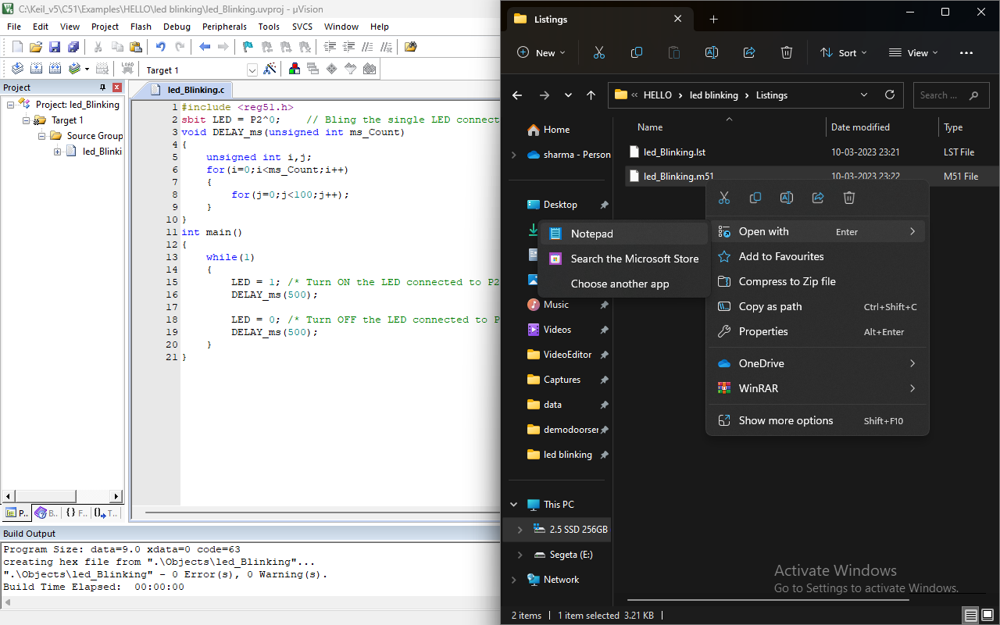 C:\Keil_v5\C51\Examples\HELLO\led blinking\led_Blinking.uvproj - µVision
File Edit View Project Flash Debug Peripherals Tools SVCS Window Help
Target 1
Project
Project: led_Blinking
Target 1
Source Group
led_Blinki
P.. B.. {} F.. T..
led_Blinking.c
1 #include <reg51.h>
2 sbit LED = P2^0; // Bling the single LED connect
3 void DELAY_ms(unsigned int ms_Count)
4 {
5 unsigned int i,j;
6 for(i=0;i<ms_Count;i++)
7 {
8 for(j=0;j<100;j++);
9 }
10 }
11 int main()
12 {
13 while(1)
14 {
15 LED = 1; /* Turn ON the LED connected to P2
16 DELAY_ms(500);
17
18 LED = 0; /* Turn OFF the LED connected to P
19 DELAY_ms(500);
20 }
21 }
Build Output
Program Size: data=9.0 xdata=0 code=63
creating hex file from ".\Objects\led_Blinking"...
".\Objects\led_Blinking" - 0 Error(s), 0 Warning(s).
Build Time Elapsed: 00:00:00
Listings
New
Sort
View
« HELLO › led blinking › Listings
Search ...
Name Date modified Type
led_Blinking.lst 10-03-2023 23:21 LST File
led_Blinking.m51 10-03-2023 23:22 M51 File
Home
sharma - Person
Desktop
Music
Videos
VideoEditor
Captures
data
demodoorser
led blinking
This PC
2.5 SSD 256GB
Segeta (E:)
Network
Open with Enter
Add to Favourites
Compress to Zip file
Copy as path Ctrl+Shift+C
Properties Alt+Enter
OneDrive
WinRAR
Show more options Shift+F10
Notepad
Search the Microsoft Store
Choose another app
Activate Windows
Go to Settings to activate Windows.
2 items 1 item selected 3.21 KB